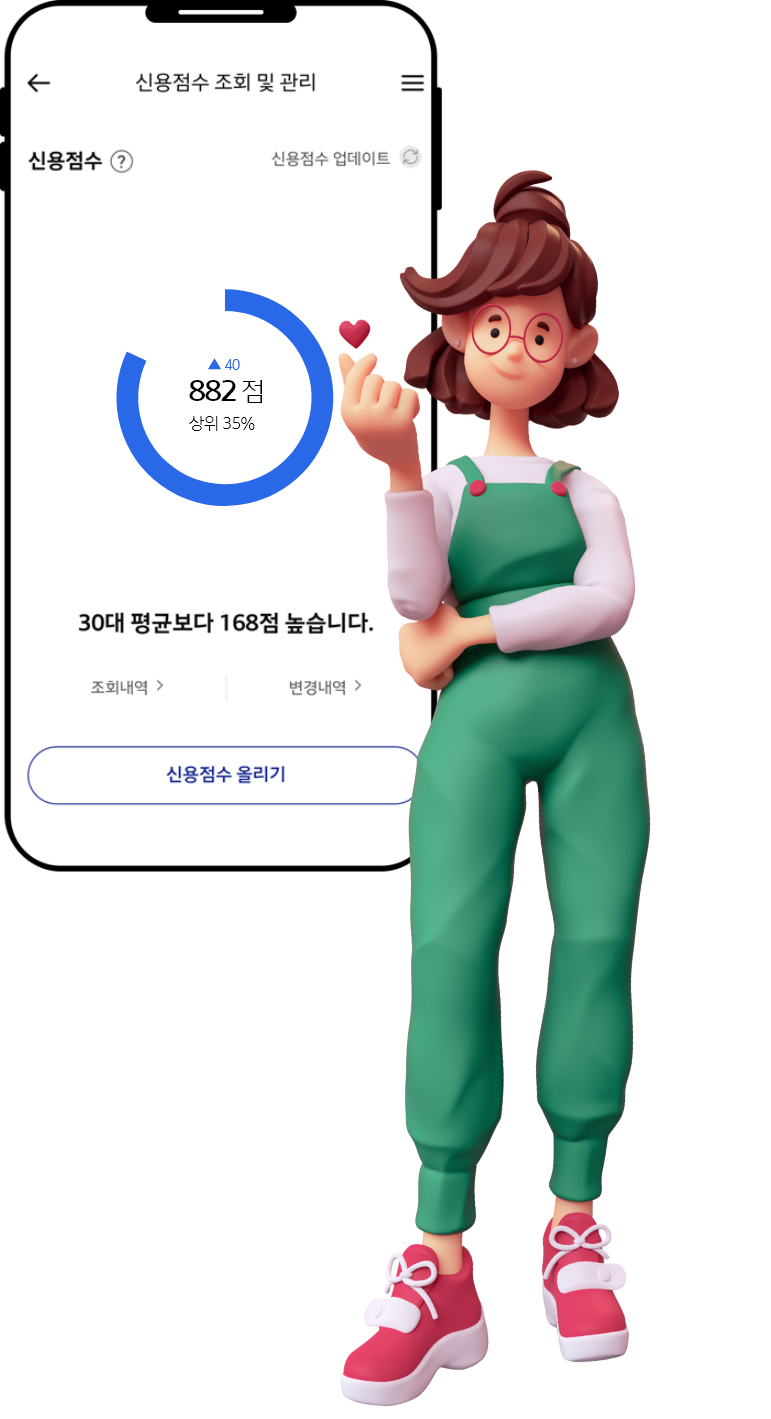 신용점수 조회 및 관리
신용점수 ?
신용점수 업데이트
▲ 40
882 점
상위 35%
30대 평균보다 168점 높습니다.
조회내역 >
변경내역 >
신용점수 올리기